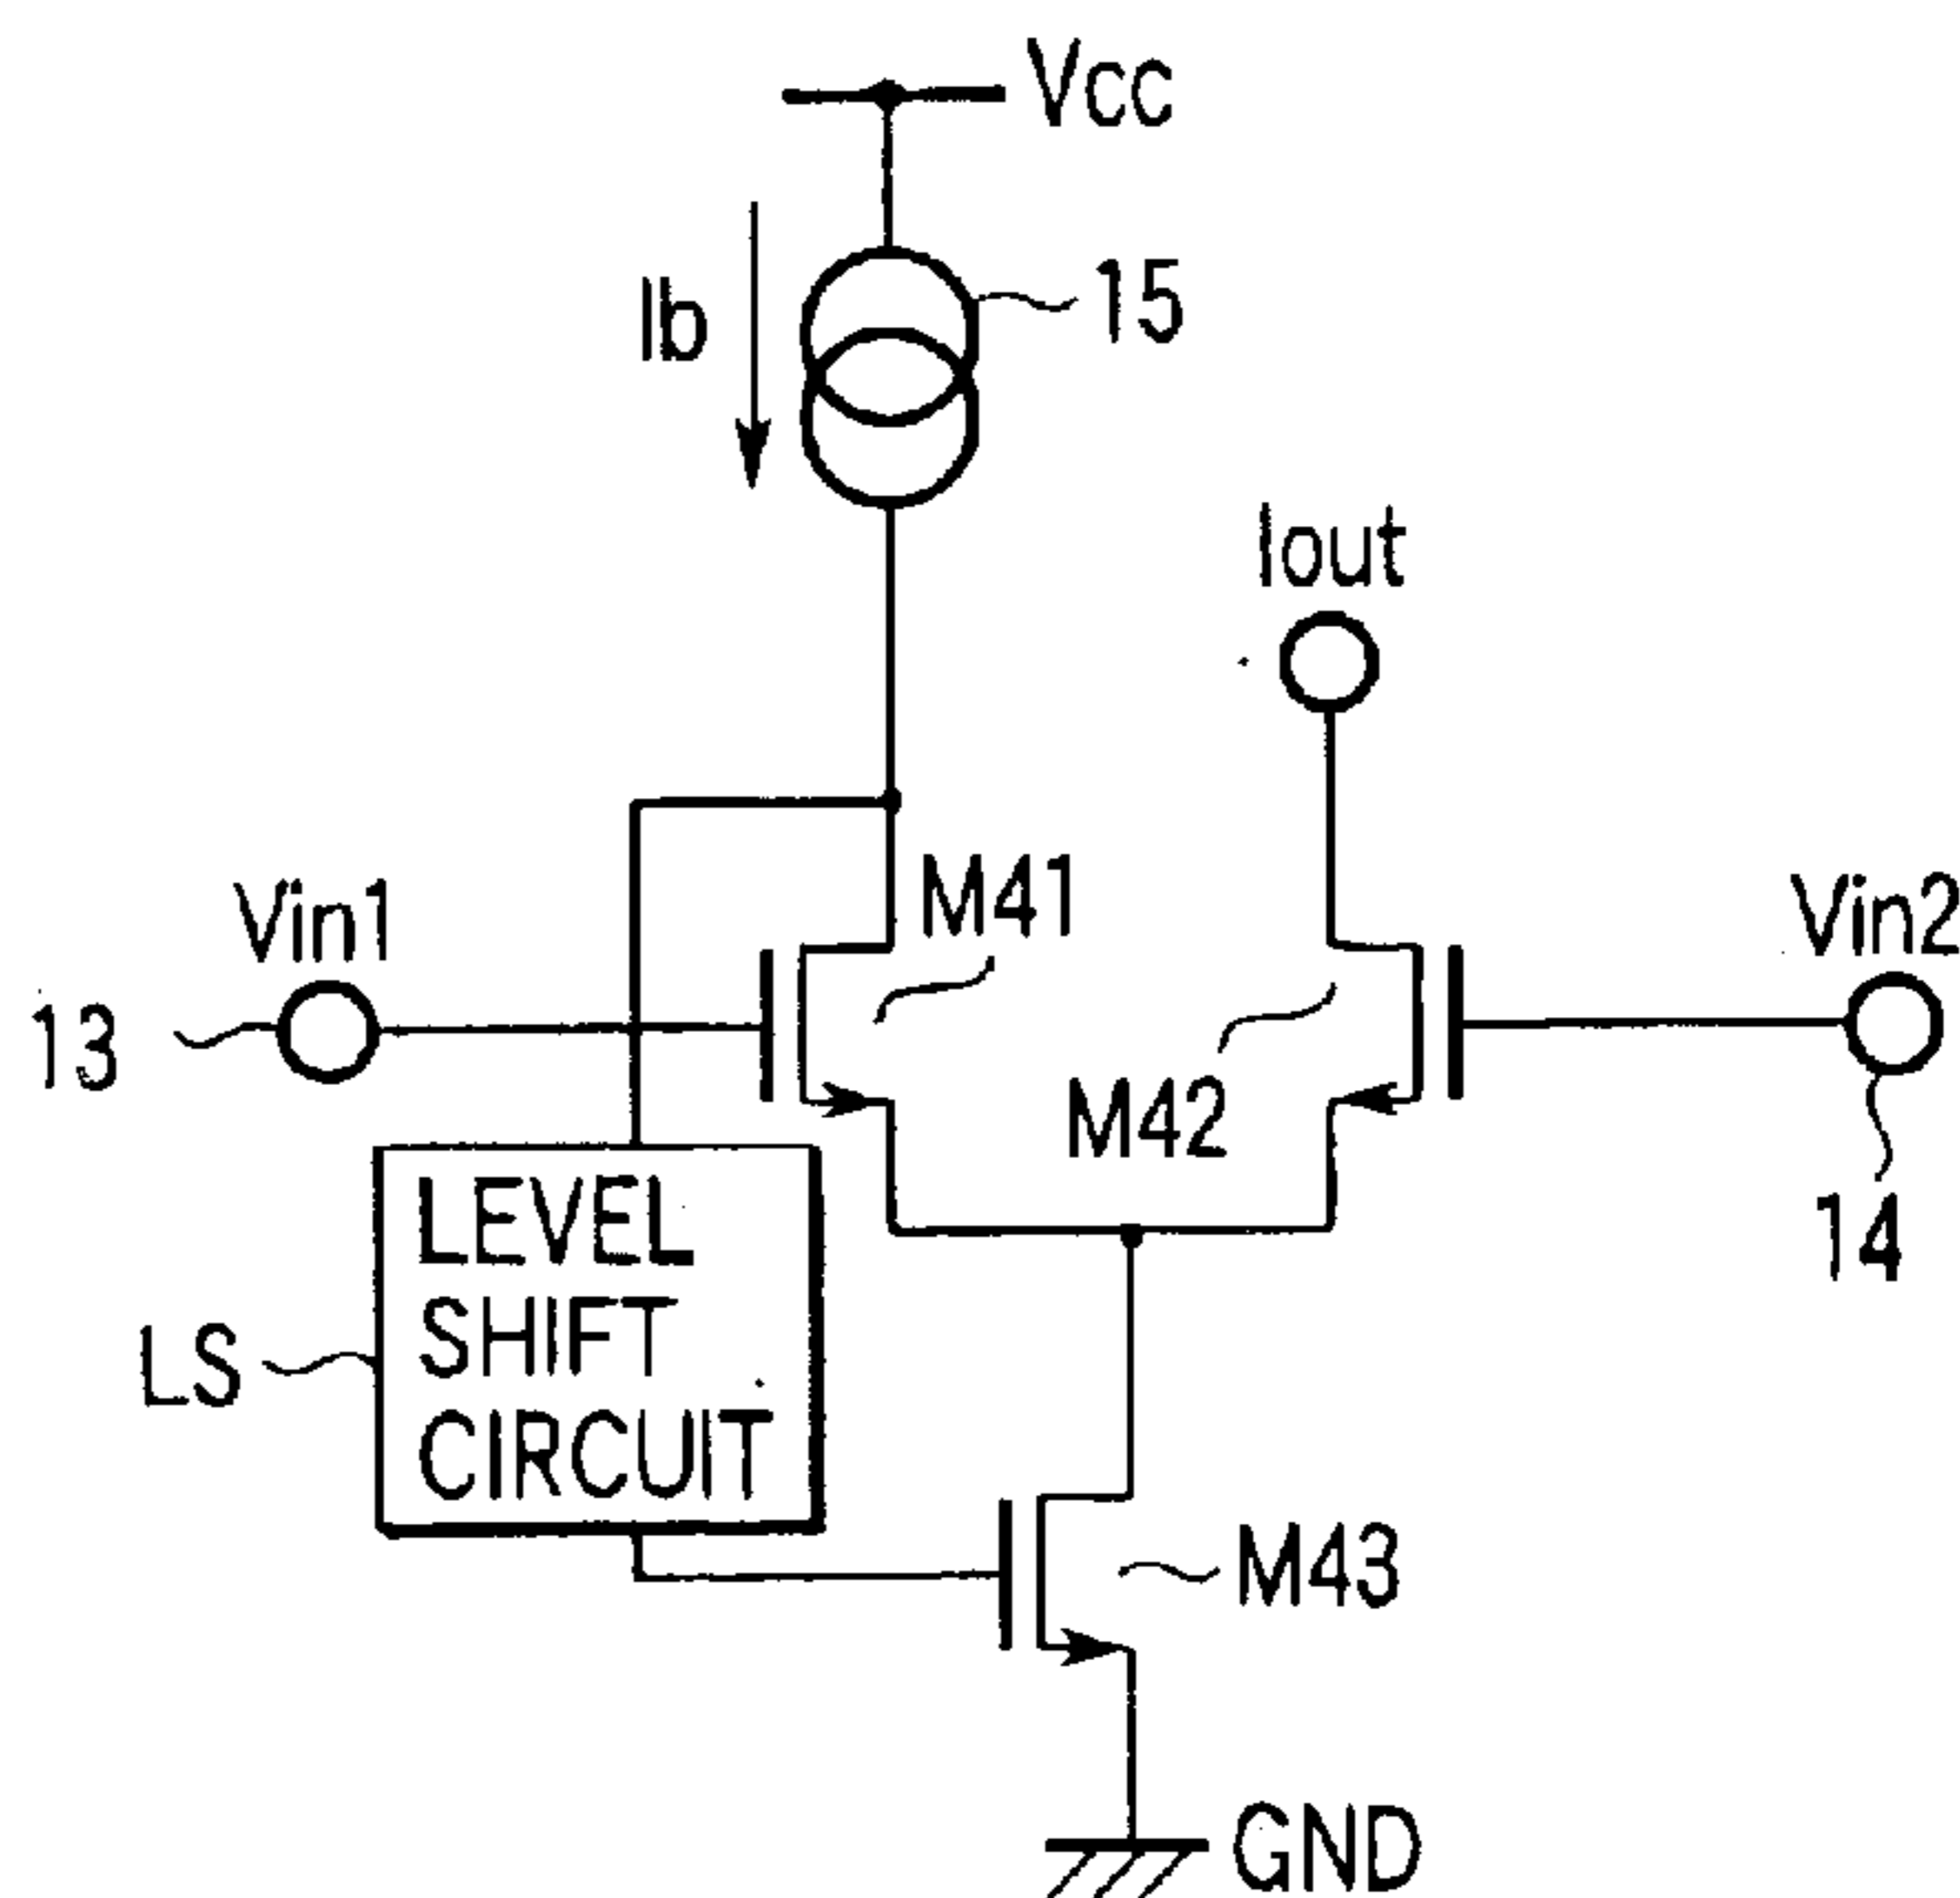 Vcc
Ib
15
Iout
M41
Vin1
Vin2
13
M42
14
LEVEL
SHIFT
CIRCUIT
LS
M43
GND